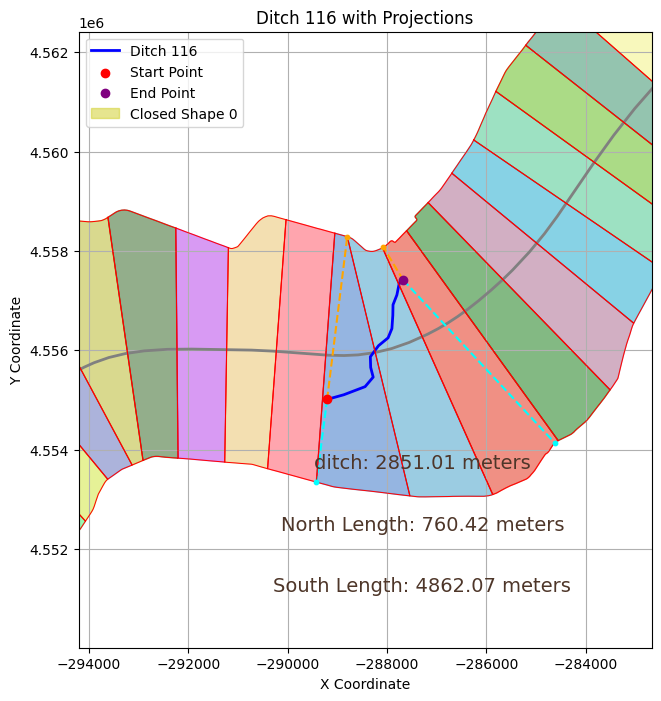 Ditch 116 with Projections
1e6
Ditch 116
Start Point
End Point
Closed Shape 0
4.562
4.560
4.558
4.556
4.554
4.552
Y Coordinate
ditch: 2851.01 meters
North Length: 760.42 meters
South Length: 4862.07 meters
−294000 −292000 −290000 −288000 −286000 −284000
X Coordinate